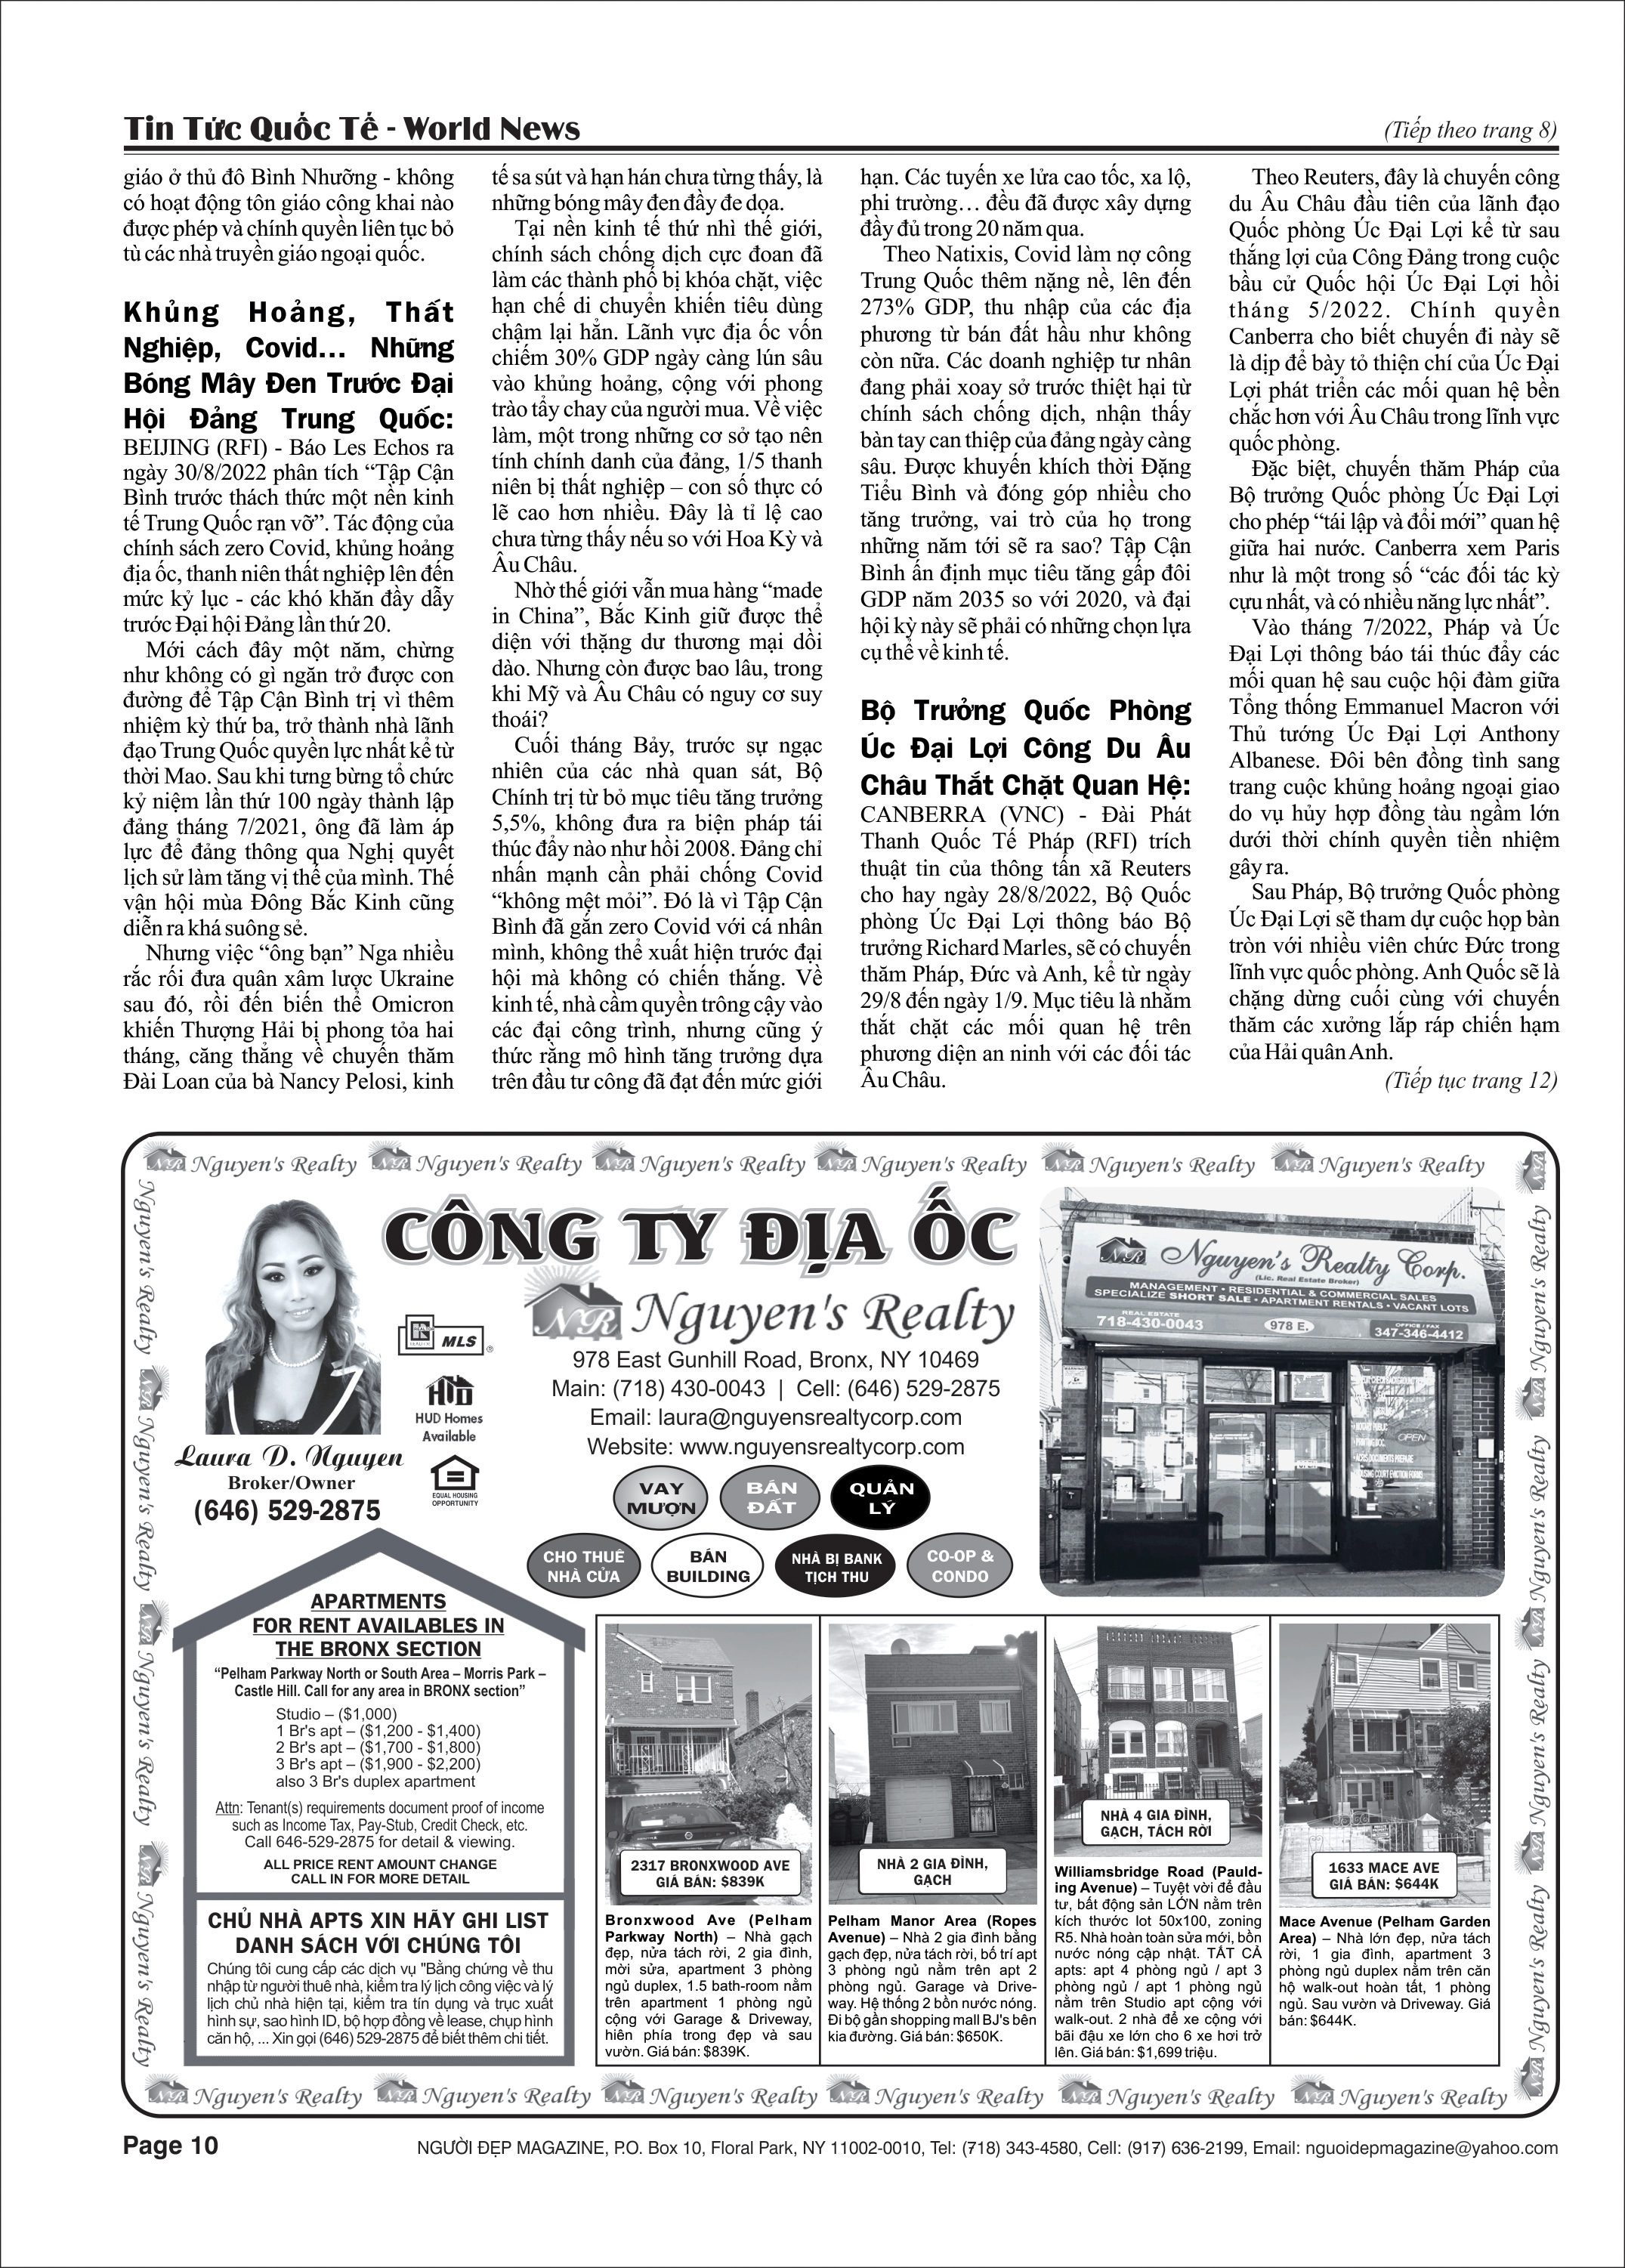 Tin Tức Quốc Tế - World News
(Tiếp theo trang 8)
giáo ở thủ đô Bình Nhưỡng - không
có hoạt động tôn giáo công khai nào
được phép và chính quyền liên tục bỏ
tù các nhà truyền giáo ngoại quốc.
Khủng Hoảng, Thất
Nghiệp, Covid... Những
Bóng Mây Đen Trước Đại
Hội Đảng Trung Quốc:
BEIJING (RFI) - Báo Les Echos ra
ngày 30/8/2022 phân tích “Tập Cận
Bình trước thách thức một nền kinh
tế Trung Quốc rạn vỡ”. Tác động của
chính sách zero Covid, khủng hoảng
địa ốc, thanh niên thất nghiệp lên đến
mức kỷ lục - các khó khăn đầy dẫy
trước Đại hội Đảng lần thứ 20.
Mới cách đây một năm, chừng
như không có gì ngăn trở được con
đường để Tập Cận Bình trị vì thêm
nhiệm kỳ thứ ba, trở thành nhà lãnh
đạo Trung Quốc quyền lực nhất kể từ
thời Mao. Sau khi tưng bừng tổ chức
kỷ niệm lần thứ 100 ngày thành lập
đảng tháng 7/2021, ông đã làm áp
lực để đảng thông qua Nghị quyết
lịch sử làm tăng vị thế của mình. Thế
vận hội mùa Đông Bắc Kinh cũng
diễn ra khá suông sẻ.
Nhưng việc “ông bạn” Nga nhiều
rắc rối đưa quân xâm lược Ukraine
sau đó, rồi đến biến thể Omicron
khiến Thượng Hải bị phong tỏa hai
tháng, căng thẳng về chuyến thăm
Đài Loan của bà Nancy Pelosi, kinh
tế sa sút và hạn hán chưa từng thấy, là
những bóng mây đen đầy đe dọa.
Tại nền kinh tế thứ nhì thế giới,
chính sách chống dịch cực đoan đã
làm các thành phố bị khóa chặt, việc
hạn chế di chuyển khiến tiêu dùng
chậm lại hẳn. Lãnh vực địa ốc vốn
chiếm 30% GDP ngày càng lún sâu
vào khủng hoảng, cộng với phong
trào tẩy chay của người mua. Về việc
làm, một trong những cơ sở tạo nên
tính chính danh của đảng, 1/5 thanh
niên bị thất nghiệp – con số thực có
lẽ cao hơn nhiều. Đây là tỉ lệ cao
chưa từng thấy nếu so với Hoa Kỳ và
Âu Châu.
Nhờ thế giới vẫn mua hàng “made
in China”, Bắc Kinh giữ được thể
diện với thặng dư thương mại dồi
dào. Nhưng còn được bao lâu, trong
khi Mỹ và Âu Châu có nguy cơ suy
thoái?
Cuối tháng Bảy, trước sự ngạc
nhiên của các nhà quan sát, Bộ
Chính trị từ bỏ mục tiêu tăng trưởng
5,5%, không đưa ra biện pháp tái
thúc đẩy nào như hồi 2008. Đảng chỉ
nhấn mạnh cần phải chống Covid
“không mệt mỏi”. Đó là vì Tập Cận
Bình đã gắn zero Covid với cá nhân
mình, không thể xuất hiện trước đại
hội mà không có chiến thắng. Về
kinh tế, nhà cầm quyền trông cậy vào
các đại công trình, nhưng cũng ý
thức rằng mô hình tăng trưởng dựa
trên đầu tư công đã đạt đến mức giới
hạn. Các tuyến xe lửa cao tốc, xa lộ,
phi trường… đều đã được xây dựng
đầy đủ trong 20 năm qua.
Theo Natixis, Covid làm nợ công
Trung Quốc thêm nặng nề, lên đến
273% GDP, thu nhập của các địa
phương từ bán đất hầu như không
còn nữa. Các doanh nghiệp tư nhân
đang phải xoay sở trước thiệt hại từ
chính sách chống dịch, nhận thấy
bàn tay can thiệp của đảng ngày càng
sâu. Được khuyến khích thời Đặng
Tiểu Bình và đóng góp nhiều cho
tăng trưởng, vai trò của họ trong
những năm tới sẽ ra sao? Tập Cận
Bình ấn định mục tiêu tăng gấp đôi
GDP năm 2035 so với 2020, và đại
hội kỳ này sẽ phải có những chọn lựa
cụ thể về kinh tế.
Bộ Trưởng Quốc Phòng
Úc Đại Lợi Công Du Âu
Châu Thắt Chặt Quan Hệ:
CANBERRA (VNC) - Đài Phát
Thanh Quốc Tế Pháp (RFI) trích
thuật tin của thông tấn xã Reuters
cho hay ngày 28/8/2022, Bộ Quốc
phòng Úc Đại Lợi thông báo Bộ
trưởng Richard Marles, sẽ có chuyến
thăm Pháp, Đức và Anh, kể từ ngày
29/8 đến ngày 1/9. Mục tiêu là nhằm
thắt chặt các mối quan hệ trên
phương diện an ninh với các đối tác
Âu Châu.
Theo Reuters, đây là chuyến công
du Âu Châu đầu tiên của lãnh đạo
Quốc phòng Úc Đại Lợi kể từ sau
thắng lợi của Công Đảng trong cuộc
bầu cử Quốc hội Úc Đại Lợi hồi
tháng 5/2022. Chính quyền
Canberra cho biết chuyến đi này sẽ
là dịp để bày tỏ thiện chí của Úc Đại
Lợi phát triển các mối quan hệ bền
chắc hơn với Âu Châu trong lĩnh vực
quốc phòng.
Đặc biệt, chuyến thăm Pháp của
Bộ trưởng Quốc phòng Úc Đại Lợi
cho phép “tái lập và đổi mới” quan hệ
giữa hai nước. Canberra xem Paris
như là một trong số “các đối tác kỳ
cựu nhất, và có nhiều năng lực nhất”.
Vào tháng 7/2022, Pháp và Úc
Đại Lợi thông báo tái thúc đẩy các
mối quan hệ sau cuộc hội đàm giữa
Tổng thống Emmanuel Macron với
Thủ tướng Úc Đại Lợi Anthony
Albanese. Đôi bên đồng tình sang
trang cuộc khủng hoảng ngoại giao
do vụ hủy hợp đồng tàu ngầm lớn
dưới thời chính quyền tiền nhiệm
gây ra.
Sau Pháp, Bộ trưởng Quốc phòng
Úc Đại Lợi sẽ tham dự cuộc họp bàn
tròn với nhiều viên chức Đức trong
lĩnh vực quốc phòng. Anh Quốc sẽ là
chặng dừng cuối cùng với chuyến
thăm các xưởng lắp ráp chiến hạm
của Hải quân Anh.
(Tiếp tục trang 12)
NR Nguyen's Realty NR Nguyen's Realty NR Nguyen's Realty NR Nguyen's Realty NR Nguyen's Realty NR Nguyen's Realty NR
Nguyen's Realty NR Nguyen's Realty NR Nguyen's Realty NR Nguyen's Realty
CÔNG TY ĐỊA ỐC
NR Nguyen's Realty
978 East Gunhill Road, Bronx, NY 10469
Main: (718) 430-0043 | Cell: (646) 529-2875
Email: laura@nguyensrealtycorp.com
Website: www.nguyensrealtycorp.com
R MLS ®
HUD
HUD Homes
Available
EQUAL HOUSING
OPPORTUNITY
Laura D. Nguyen
Broker/Owner
(646) 529-2875
VAY
MƯỢN
BÁN
ĐẤT
QUẢN
LÝ
CHO THUÊ
NHÀ CỬA
BÁN
BUILDING
NHÀ BỊ BANK
TỊCH THU
CO-OP &
CONDO
NR Nguyen's Realty Corp.
(Lic. Real Estate Broker)
MANAGEMENT • RESIDENTIAL & COMMERCIAL SALES
SPECIALIZE SHORT SALE • APARTMENT RENTALS • VACANT LOTS
REAL ESTATE
718-430-0043
978 E.
OFFICE / FAX
347-346-4412
OPEN
APARTMENTS
FOR RENT AVAILABLES IN
THE BRONX SECTION
“Pelham Parkway North or South Area – Morris Park –
Castle Hill. Call for any area in BRONX section”
Studio – ($1,000)
1 Br's apt – ($1,200 - $1,400)
2 Br's apt – ($1,700 - $1,800)
3 Br's apt – ($1,900 - $2,200)
also 3 Br's duplex apartment
Attn: Tenant(s) requirements document proof of income
such as Income Tax, Pay-Stub, Credit Check, etc.
Call 646-529-2875 for detail & viewing.
ALL PRICE RENT AMOUNT CHANGE
CALL IN FOR MORE DETAIL
CHỦ NHÀ APTS XIN HÃY GHI LIST
DANH SÁCH VỚI CHÚNG TÔI
Chúng tôi cung cấp các dịch vụ "Bằng chứng về thu
nhập từ người thuê nhà, kiểm tra lý lịch công việc và lý
lịch chủ nhà hiện tại, kiểm tra tín dụng và trục xuất
hình sự, sao hình ID, bộ hợp đồng về lease, chụp hình
căn hộ, ... Xin gọi (646) 529-2875 để biết thêm chi tiết.
2317 BRONXWOOD AVE
GIÁ BÁN: $839K
Bronxwood Ave (Pelham
Parkway North) – Nhà gạch
đẹp, nửa tách rời, 2 gia đình,
mời sửa, apartment 3 phòng
ngủ duplex, 1.5 bath-room nằm
trên apartment 1 phòng ngủ
cộng với Garage & Driveway,
hiên phía trong đẹp và sau
vườn. Giá bán: $839K.
NHÀ 2 GIA ĐÌNH,
GẠCH
Pelham Manor Area (Ropes
Avenue) – Nhà 2 gia đình bằng
gạch đẹp, nửa tách rời, bố trí apt
3 phòng ngủ nằm trên apt 2
phòng ngủ. Garage và Drive-
way. Hệ thống 2 bồn nước nóng.
Đi bộ gần shopping mall BJ's bên
kia đường. Giá bán: $650K.
NHÀ 4 GIA ĐÌNH,
GẠCH, TÁCH RỜI
Williamsbridge Road (Pauld-
ing Avenue) – Tuyệt vời để đầu
tư, bất động sản LỚN nằm trên
kích thước lot 50x100, zoning
R5. Nhà hoàn toàn sửa mới, bồn
nước nóng cập nhật. TẤT CẢ
apts: apt 4 phòng ngủ / apt 3
phòng ngủ / apt 1 phòng ngủ
nằm trên Studio apt cộng với
walk-out. 2 nhà để xe cộng với
bãi đậu xe lớn cho 6 xe hơi trở
lên. Giá bán: $1,699 triệu.
1633 MACE AVE
GIÁ BÁN: $644K
Mace Avenue (Pelham Garden
Area) – Nhà lớn đẹp, nửa tách
rời, 1 gia đình, apartment 3
phòng ngủ duplex nằm trên căn
hộ walk-out hoàn tất, 1 phòng
ngủ. Sau vườn và Driveway. Giá
bán: $644K.
Nguyen's Realty NR Nguyen's Realty NR Nguyen's Realty NR Nguyen's Realty NR
NR Nguyen's Realty NR Nguyen's Realty NR Nguyen's Realty NR Nguyen's Realty NR Nguyen's Realty NR Nguyen's Realty
Page 10
NGƯỜI ĐẸP MAGAZINE, P.O. Box 10, Floral Park, NY 11002-0010, Tel: (718) 343-4580, Cell: (917) 636-2199, Email: nguoidepmagazine@yahoo.com